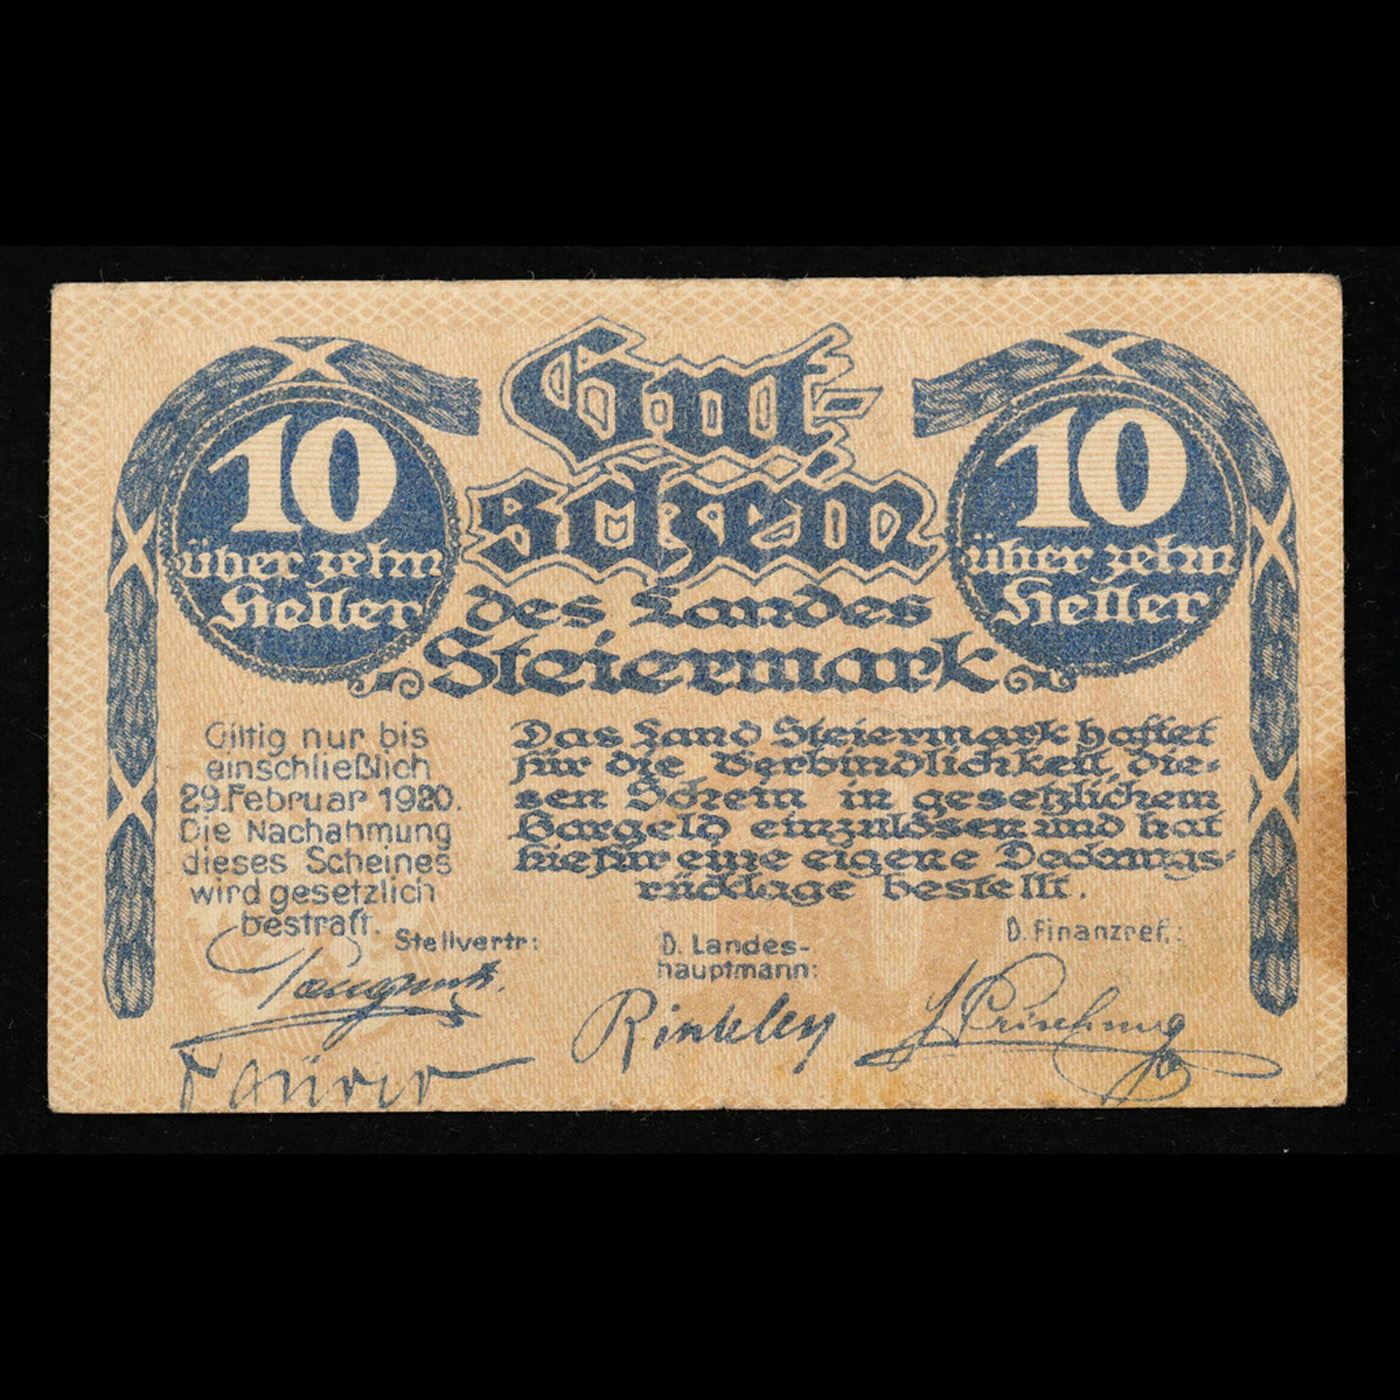 Gut-
schein
des Landes
Steiermark
10
über zehn
Heller
10
über zehn
Heller
Giltig nur bis
einschließlich
29. Februar 1920.
Die Nachahmung
dieses Scheines
wird gesetzlich
bestraft.
Das Land Steiermark haftet
für die Verbindlichkeit, die-
sen Schein in gesetzlichem
Bargeld einzulösen und hat
hiefür eine eigene Deckungs-
rücklage bestellt.
Stellvertr:
D. Landes-
hauptmann:
Rintelen
D. Finanzref.: